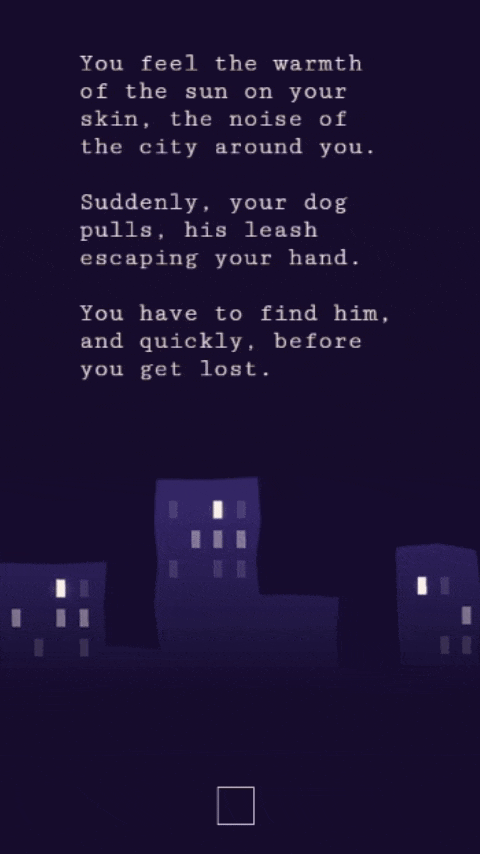 You feel the warmth
of the sun on your
skin, the noise of
the city around you.
Suddenly, your dog
pulls, his leash
escaping your hand.
You have to find him,
and quickly, before
you get lost.